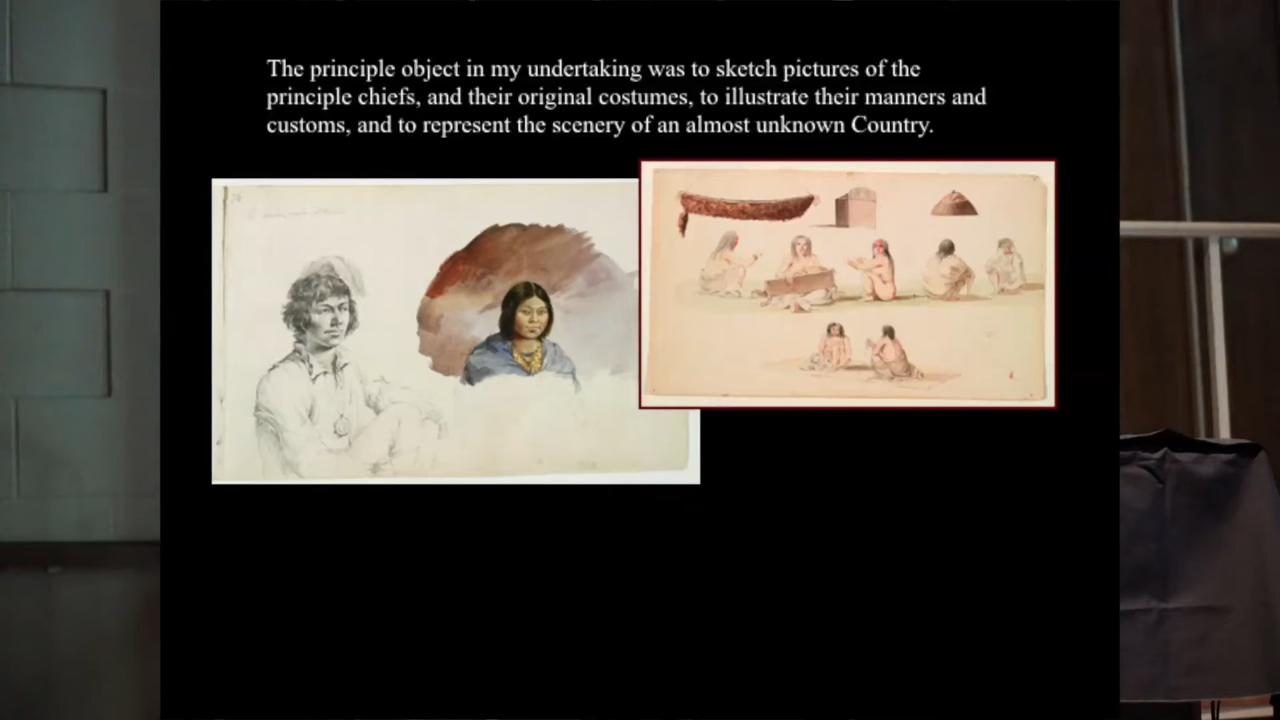 The principle object in my undertaking was to sketch pictures of the
principle chiefs, and their original costumes, to illustrate their manners and
customs, and to represent the scenery of an almost unknown Country.